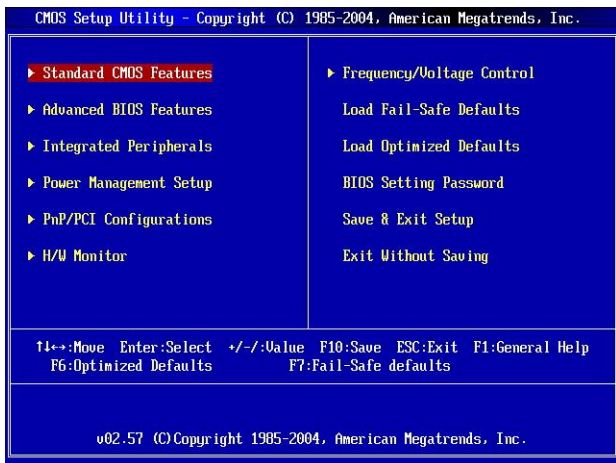 CMOS Setup Utility - Copyright (C) 1985-2004, American Megatrends, Inc.
▶ Standard CMOS Features
▶ Advanced BIOS Features
▶ Integrated Peripherals
▶ Power Management Setup
▶ PnP/PCI Configurations
▶ H/W Monitor
▶ Frequency/Voltage Control
Load Fail-Safe Defaults
Load Optimized Defaults
BIOS Setting Password
Save & Exit Setup
Exit Without Saving
↑↓←→:Move Enter:Select +/-/:Value F10:Save ESC:Exit F1:General Help
F6:Optimized Defaults F7:Fail-Safe defaults
v02.57 (C)Copyright 1985-2004, American Megatrends, Inc.